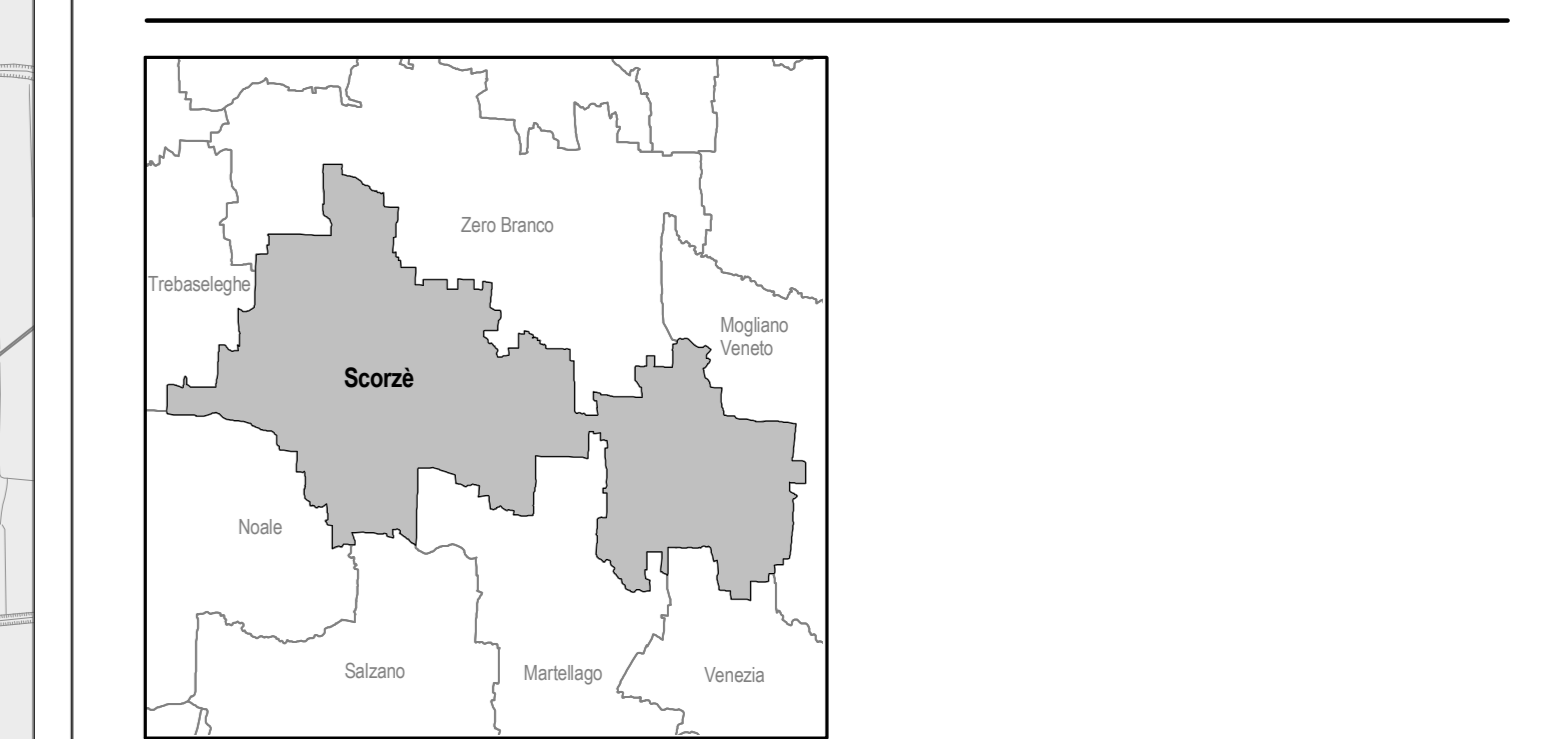 Zero Branco
Trebaseleghe
Mogliano
Veneto
Scorzè
Noale
Salzano
Martellago
Venezia